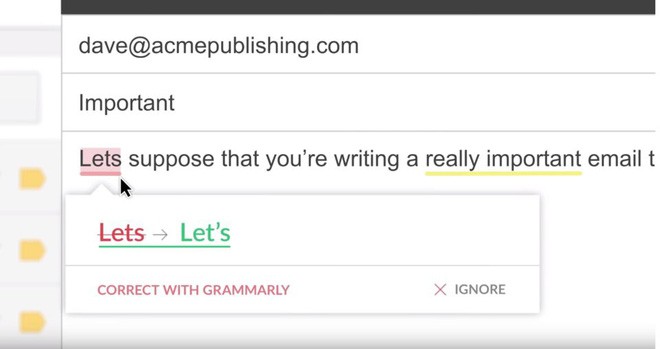 dave@acmepublishing.com
Important
Lets suppose that you’re writing a really important email
Lets → Let’s
CORRECT WITH GRAMMARLY × IGNORE